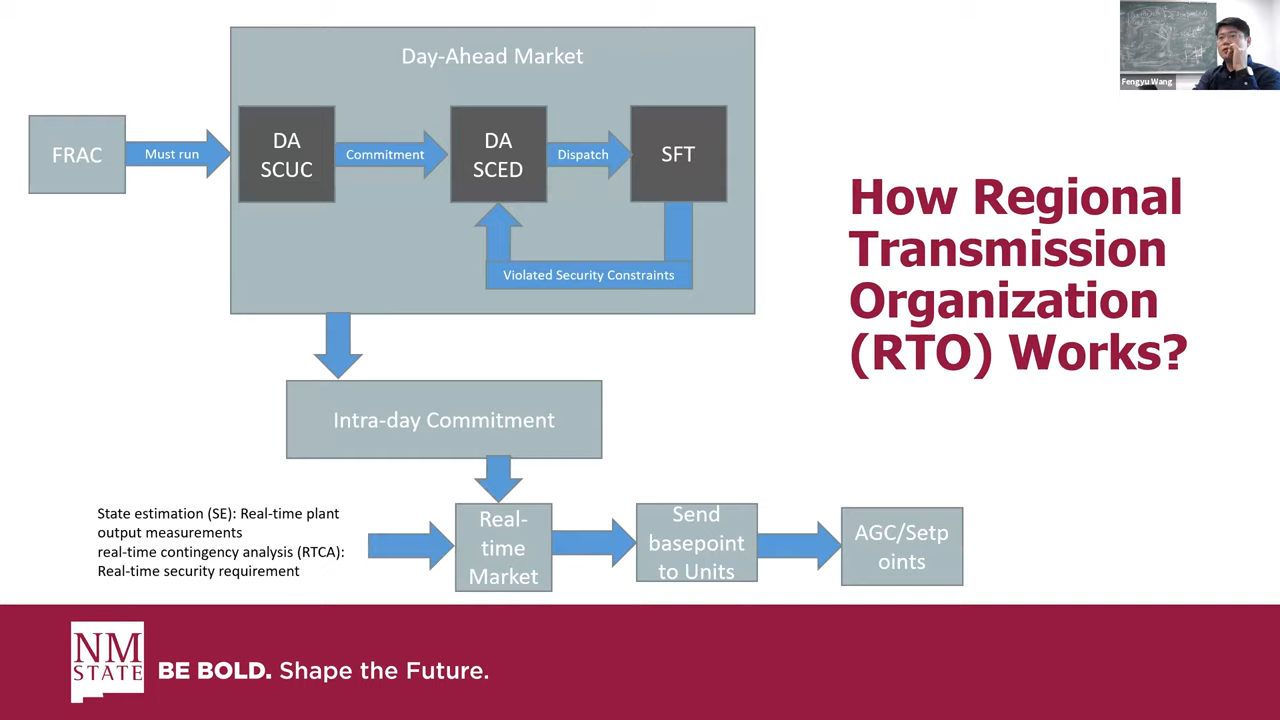 Fengyu Wang
Day-Ahead Market
FRAC
Must run
DA
SCUC
Commitment
DA
SCED
Dispatch
SFT
Violated Security Constraints
How Regional
Transmission
Organization
(RTO) Works?
Intra-day Commitment
State estimation (SE): Real-time plant
output measurements
real-time contingency analysis (RTCA):
Real-time security requirement
Real-
time
Market
Send
basepoint
to Units
AGC/Setp
oints
NM
STATE
BE BOLD. Shape the Future.